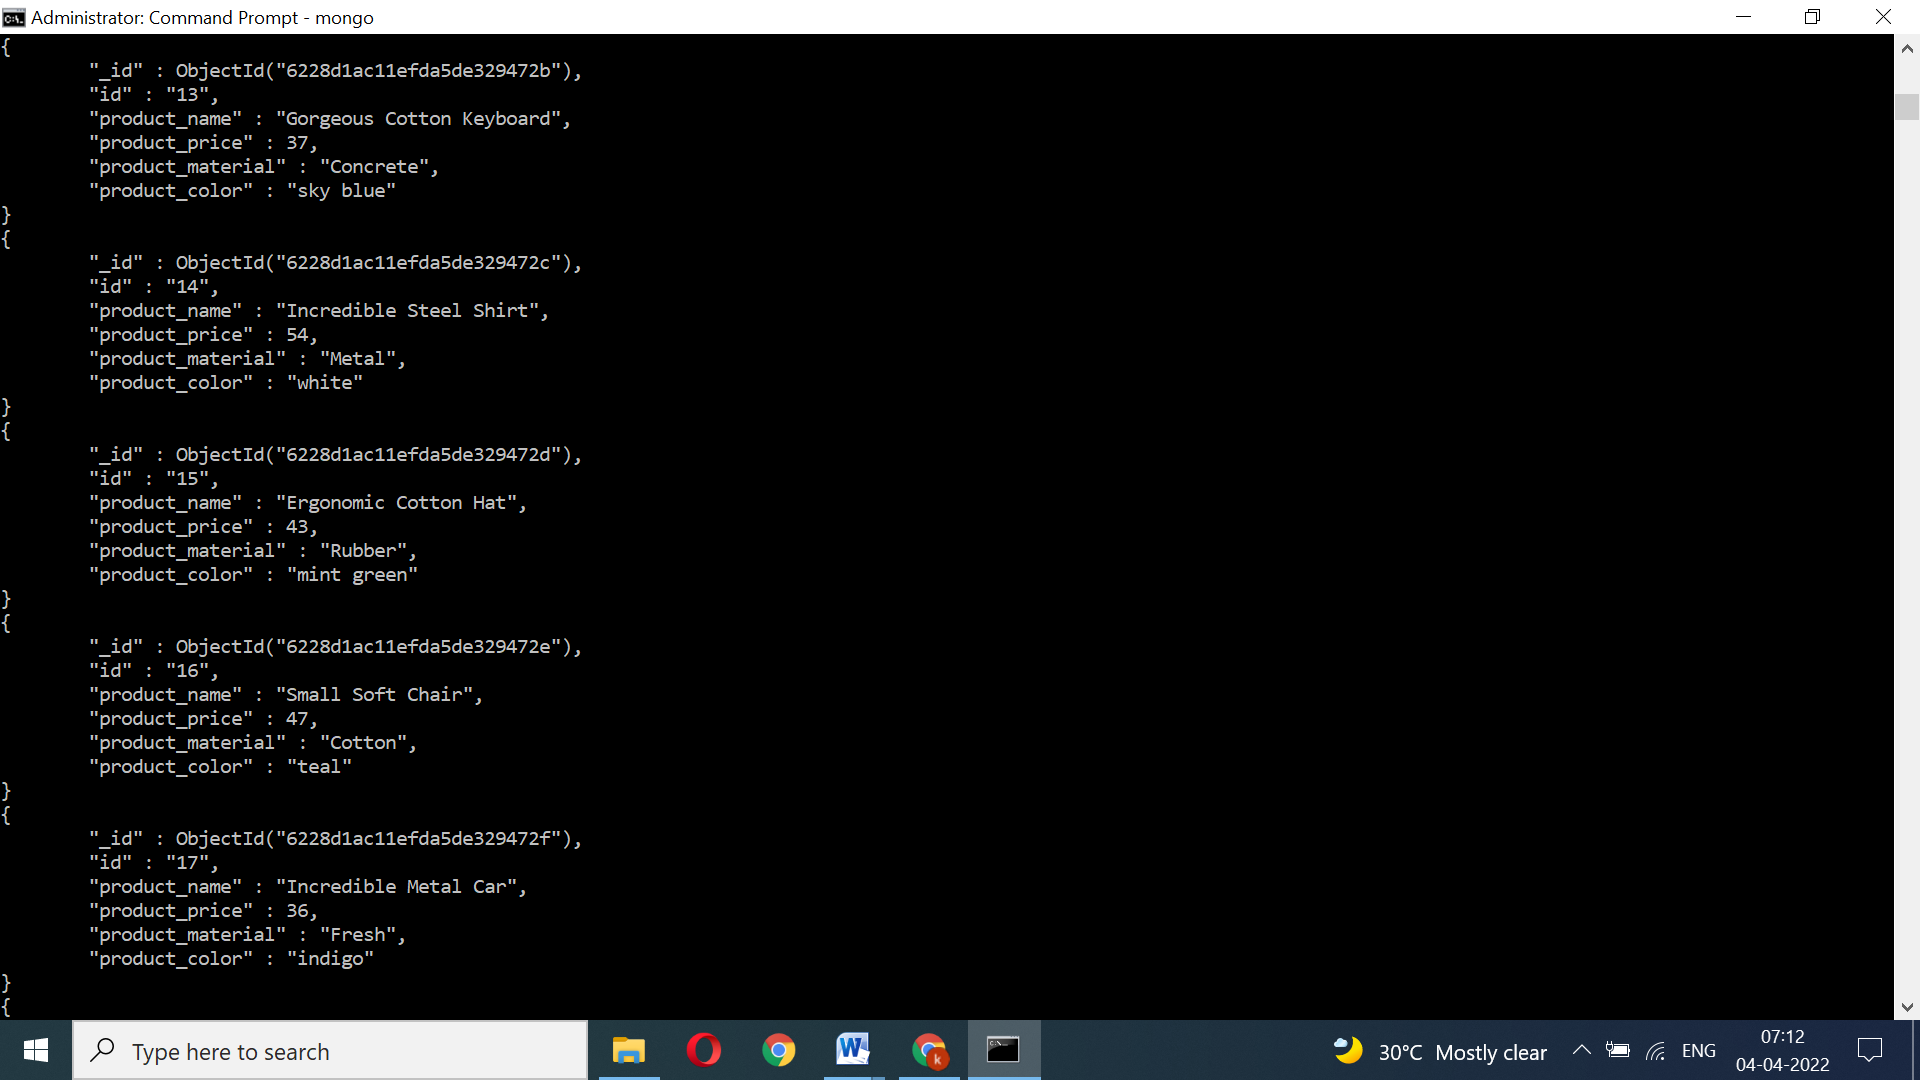 Administrator: Command Prompt - mongo
{
"_id" : ObjectId("6228d1ac11efda5de329472b"),
"id" : "13",
"product_name" : "Gorgeous Cotton Keyboard",
"product_price" : 37,
"product_material" : "Concrete",
"product_color" : "sky blue"
}
{
"_id" : ObjectId("6228d1ac11efda5de329472c"),
"id" : "14",
"product_name" : "Incredible Steel Shirt",
"product_price" : 54,
"product_material" : "Metal",
"product_color" : "white"
}
{
"_id" : ObjectId("6228d1ac11efda5de329472d"),
"id" : "15",
"product_name" : "Ergonomic Cotton Hat",
"product_price" : 43,
"product_material" : "Rubber",
"product_color" : "mint green"
}
{
"_id" : ObjectId("6228d1ac11efda5de329472e"),
"id" : "16",
"product_name" : "Small Soft Chair",
"product_price" : 47,
"product_material" : "Cotton",
"product_color" : "teal"
}
{
"_id" : ObjectId("6228d1ac11efda5de329472f"),
"id" : "17",
"product_name" : "Incredible Metal Car",
"product_price" : 36,
"product_material" : "Fresh",
"product_color" : "indigo"
}
{
Type here to search
30°C Mostly clear
ENG
07:12
04-04-2022